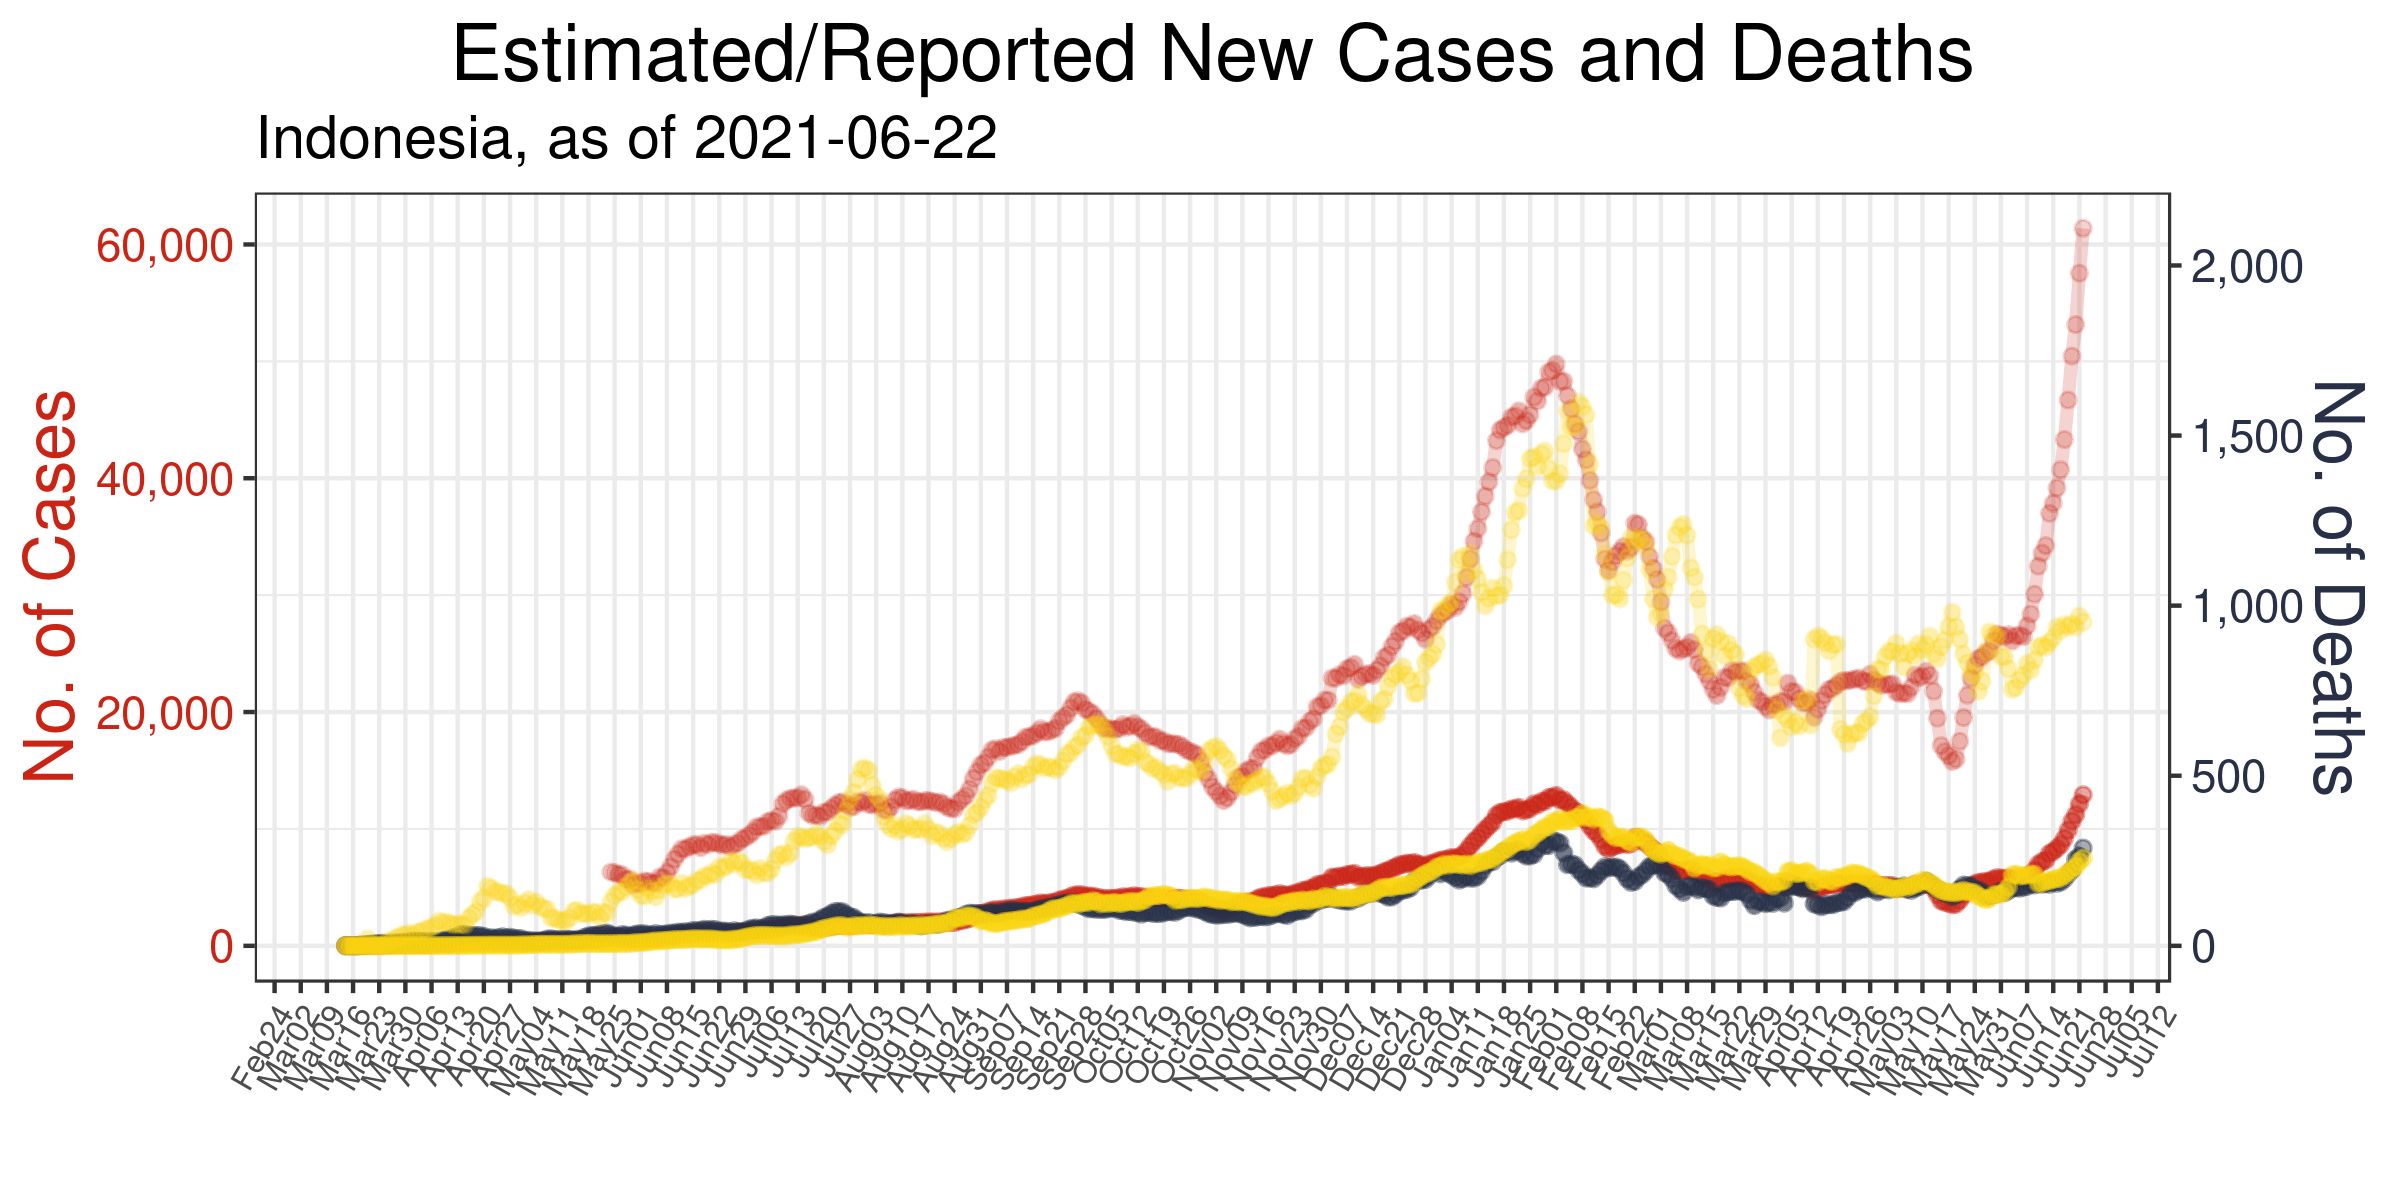 Estimated/Reported New Cases and Deaths
Indonesia, as of 2021-06-22
No. of Cases
60,000
40,000
20,000
0
2,000
1,500
1,000
500
0
No. of Deaths
Feb24 Mar02 Mar09 Mar16 Mar23 Mar30 Apr06 Apr13 Apr20 Apr27 May04 May11 May18 May25 Jun01 Jun08 Jun15 Jun22 Jun29 Jul06 Jul13 Jul20 Jul27 Aug03 Aug10 Aug17 Aug24 Aug31 Sep07 Sep14 Sep21 Sep28 Oct05 Oct12 Oct19 Oct26 Nov02 Nov09 Nov16 Nov23 Nov30 Dec07 Dec14 Dec21 Dec28 Jan04 Jan11 Jan18 Jan25 Feb01 Feb08 Feb15 Feb22 Mar01 Mar08 Mar15 Mar22 Mar29 Apr05 Apr12 Apr19 Apr26 May03 May10 May17 May24 May31 Jun07 Jun14 Jun21 Jun28 Jul05 Jul12